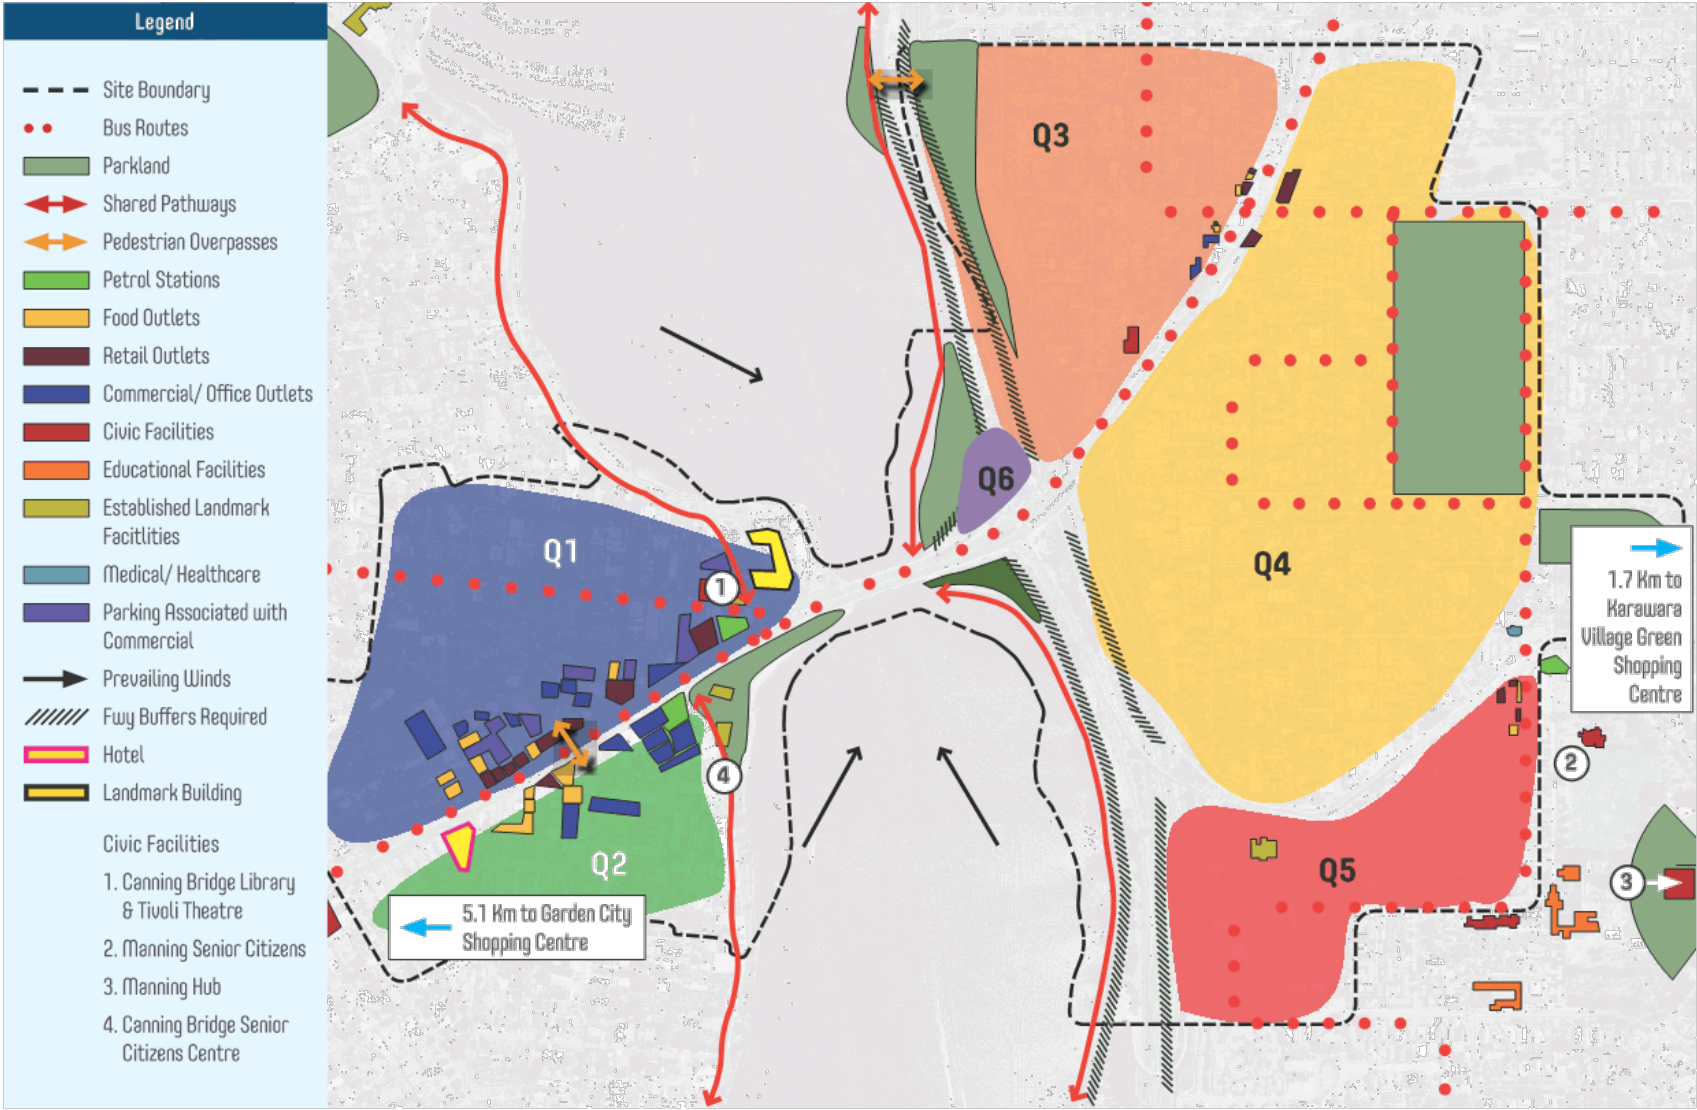 Legend
Site Boundary
Bus Routes
Parkland
Shared Pathways
Pedestrian Overpasses
Petrol Stations
Food Outlets
Retail Outlets
Commercial/ Office Outlets
Civic Facilities
Educational Facilities
Established Landmark
Facitlities
Medical/ Healthcare
Parking Associated with
Commercial
Prevailing Winds
Fwy Buffers Required
Hotel
Landmark Building
Civic Facilities
1. Canning Bridge Library
& Tivoli Theatre
2. Manning Senior Citizens
3. Manning Hub
4. Canning Bridge Senior
Citizens Centre
Q3
Q6
Q1
Q4
1
1.7 Km to
Karawara
Village Green
Shopping
Centre
2
4
Q2
Q5
3
5.1 Km to Garden City
Shopping Centre